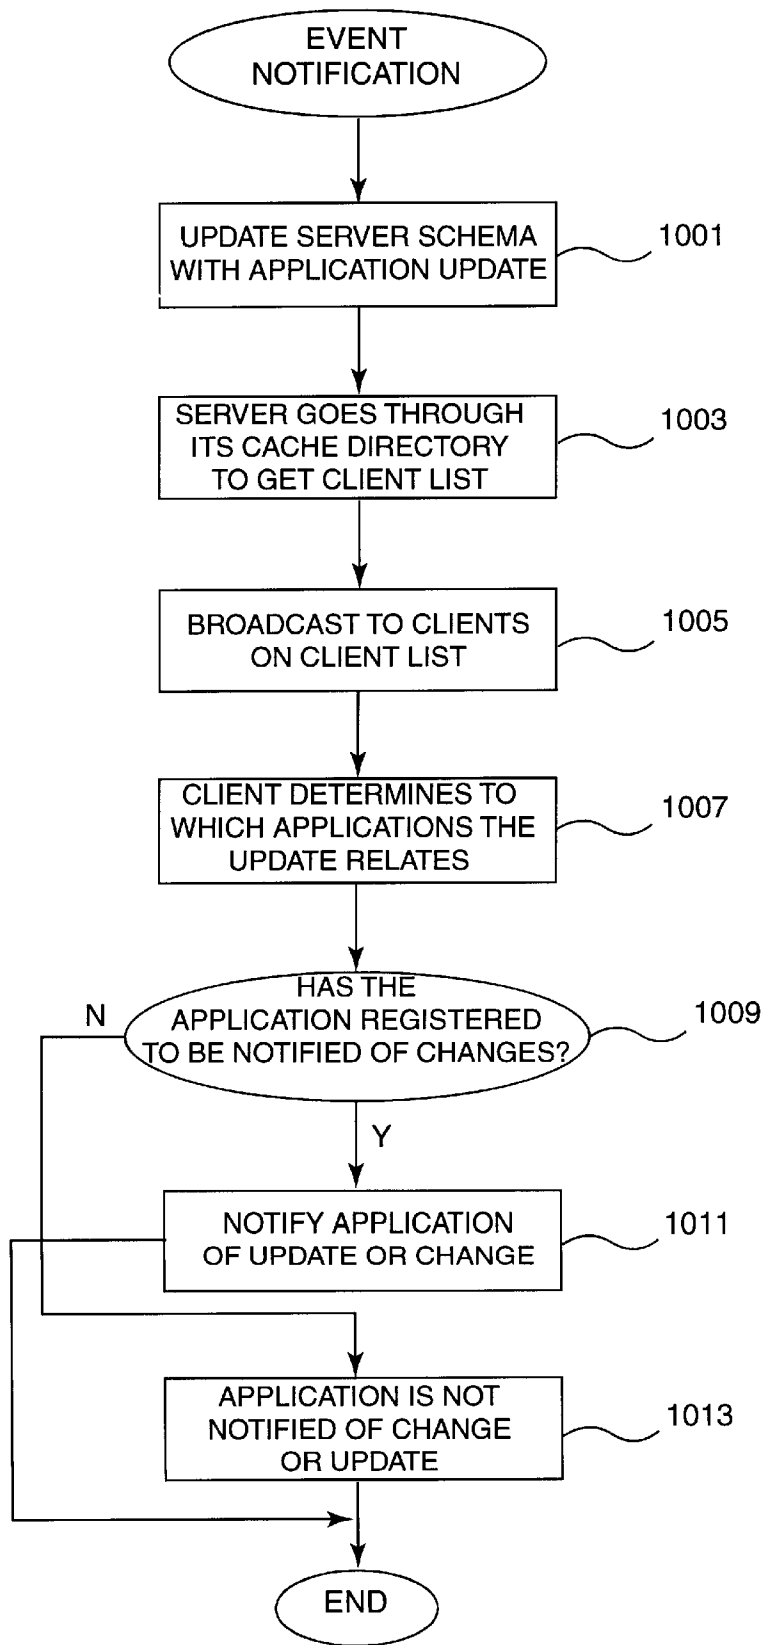 EVENT
NOTIFICATION
UPDATE SERVER SCHEMA
WITH APPLICATION UPDATE
1001
SERVER GOES THROUGH
ITS CACHE DIRECTORY
TO GET CLIENT LIST
1003
BROADCAST TO CLIENTS
ON CLIENT LIST
1005
CLIENT DETERMINES TO
WHICH APPLICATIONS THE
UPDATE RELATES
1007
HAS THE
APPLICATION REGISTERED
TO BE NOTIFIED OF CHANGES?
1009
N
Y
NOTIFY APPLICATION
OF UPDATE OR CHANGE
1011
APPLICATION IS NOT
NOTIFIED OF CHANGE
OR UPDATE
1013
END